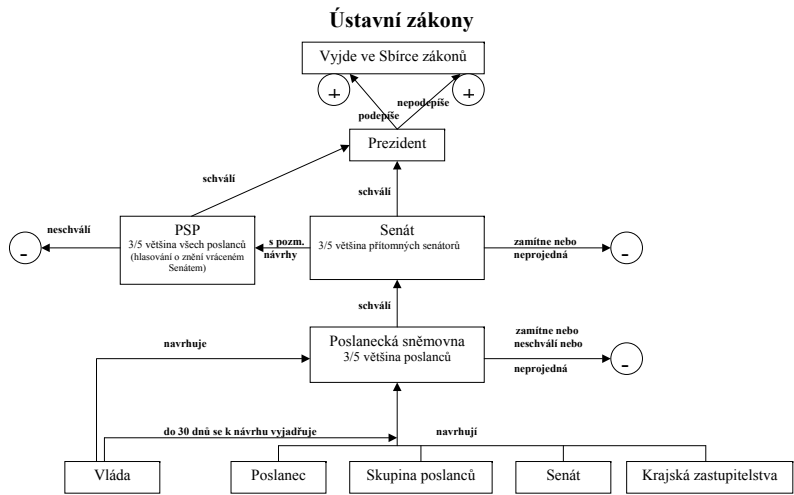 Ústavní zákony
Vyjde ve Sbírce zákonů
+
+
podepíše
nepodepíše
Prezident
schválí
schválí
neschválí
-
PSP
3/5 většina všech poslanců
(hlasování o znění vráceném
Senátem)
s pozm.
návrhy
Senát
3/5 většina přítomných senátorů
zamítne nebo
neprojedná
-
schválí
navrhuje
Poslanecká sněmovna
3/5 většina poslanců
zamítne nebo
neschválí nebo
neprojedná
-
do 30 dnů se k návrhu vyjadřuje
navrhují
Vláda
Poslanec
Skupina poslanců
Senát
Krajská zastupitelstva